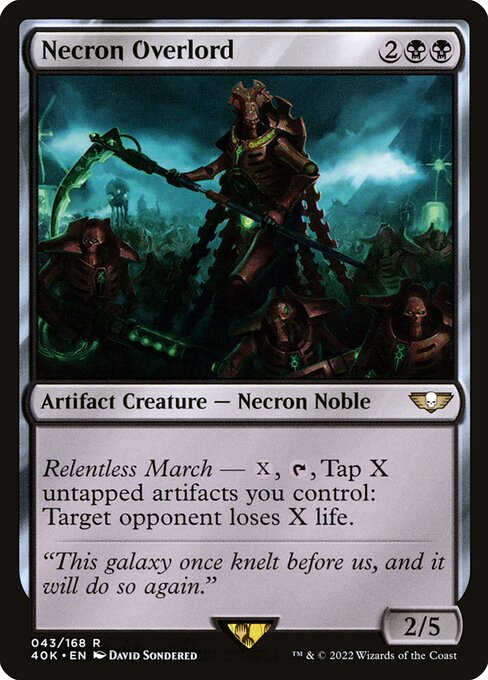 Necron Overlord 2
Artifact Creature — Necron Noble
Relentless March — X, , Tap X
untapped artifacts you control:
Target opponent loses X life.
“This galaxy once knelt before us, and it
will do so again.”
2/5
043/168 R
40K • EN David Sondered
™ & © 2022 Wizards of the Coast